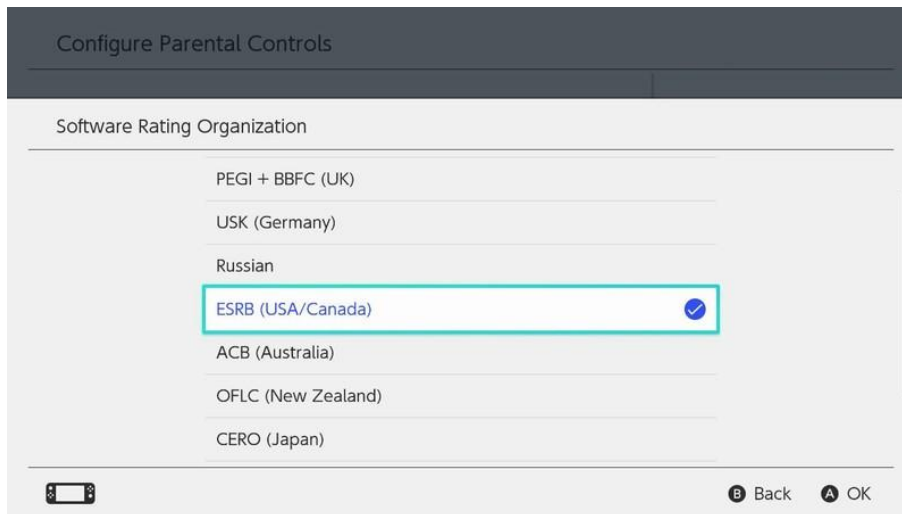 Configure Parental Controls
Software Rating Organization
PEGI + BBFC (UK)
USK (Germany)
Russian
ESRB (USA/Canada)
ACB (Australia)
OFLC (New Zealand)
CERO (Japan)
B Back A OK